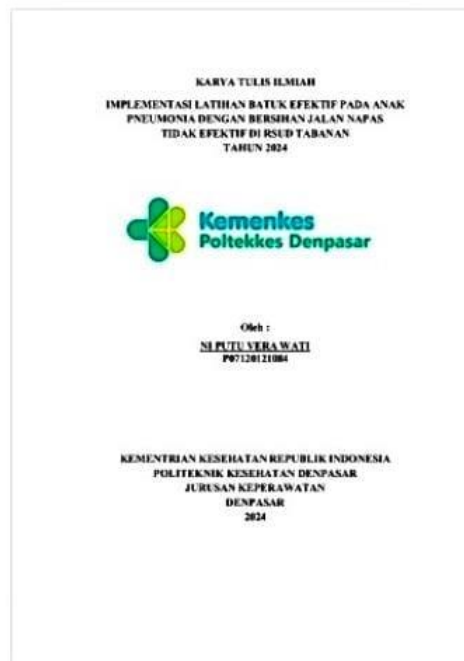 KARYA TULIS ILMIAH
IMPLEMENTASI LATIHAN BATUK EFEKTIF PADA ANAK
PNEUMONIA DENGAN BERSIHAN JALAN NAPAS
TIDAK EFEKTIF DI RSUD TABANAN
TAHUN 2024
Kemenkes
Poltekkes Denpasar
Oleh :
NI PUTU VERA WATI
P07120121084
KEMENTRIAN KESEHATAN REPUBLIK INDONESIA
POLITEKNIK KESEHATAN DENPASAR
JURUSAN KEPERAWATAN
DENPASAR
2024